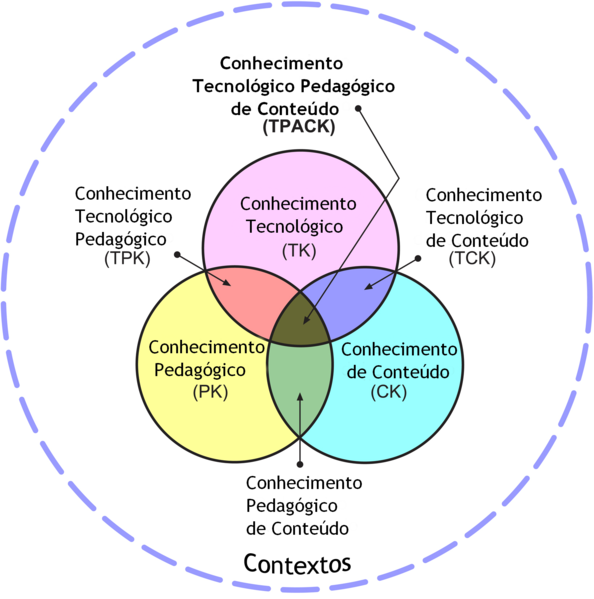 Conhecimento
Tecnológico Pedagógico
de Conteúdo
(TPACK)
Conhecimento
Tecnológico
Pedagógico
(TPK)
Conhecimento
Tecnológico
(TK)
Conhecimento
Tecnológico
de Conteúdo
(TCK)
Conhecimento
Pedagógico
(PK)
Conhecimento
de Conteúdo
(CK)
Conhecimento
Pedagógico
de Conteúdo
Contextos